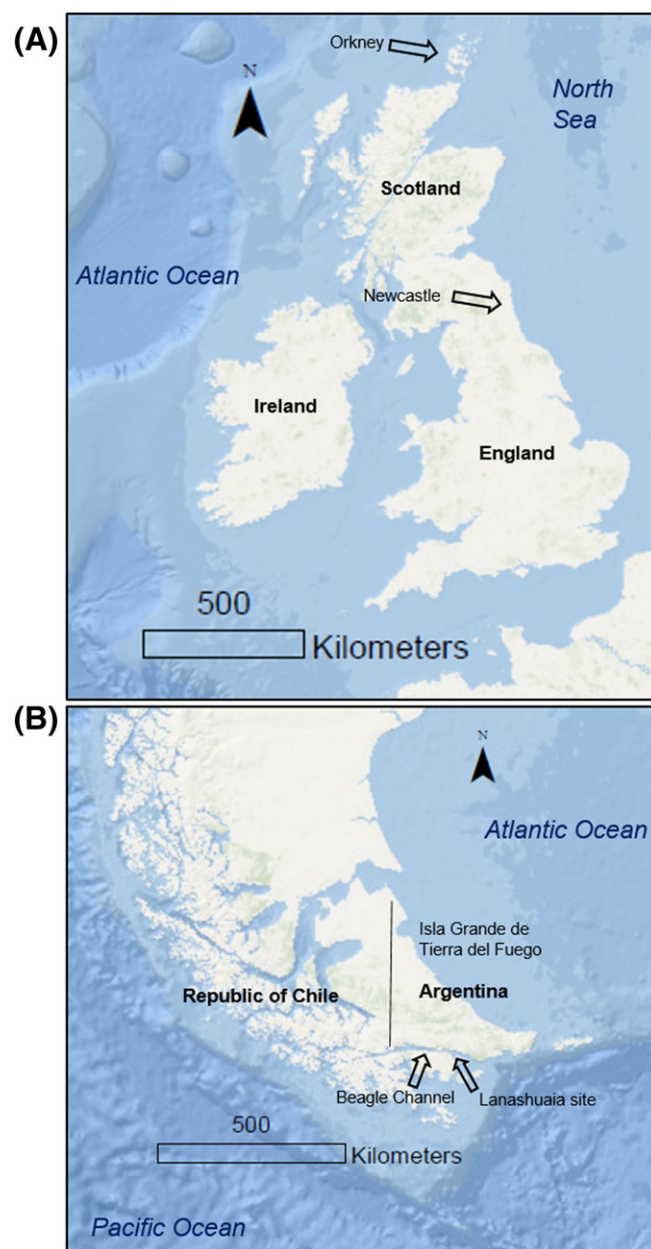 (A)
Orkney
N
North
Sea
Scotland
Atlantic Ocean
Newcastle
Ireland
England
500
Kilometers
(B)
N
Atlantic Ocean
Isla Grande de
Tierra del Fuego
Republic of Chile
Argentina
Beagle Channel
Lanashuaia site
500
Kilometers
Pacific Ocean